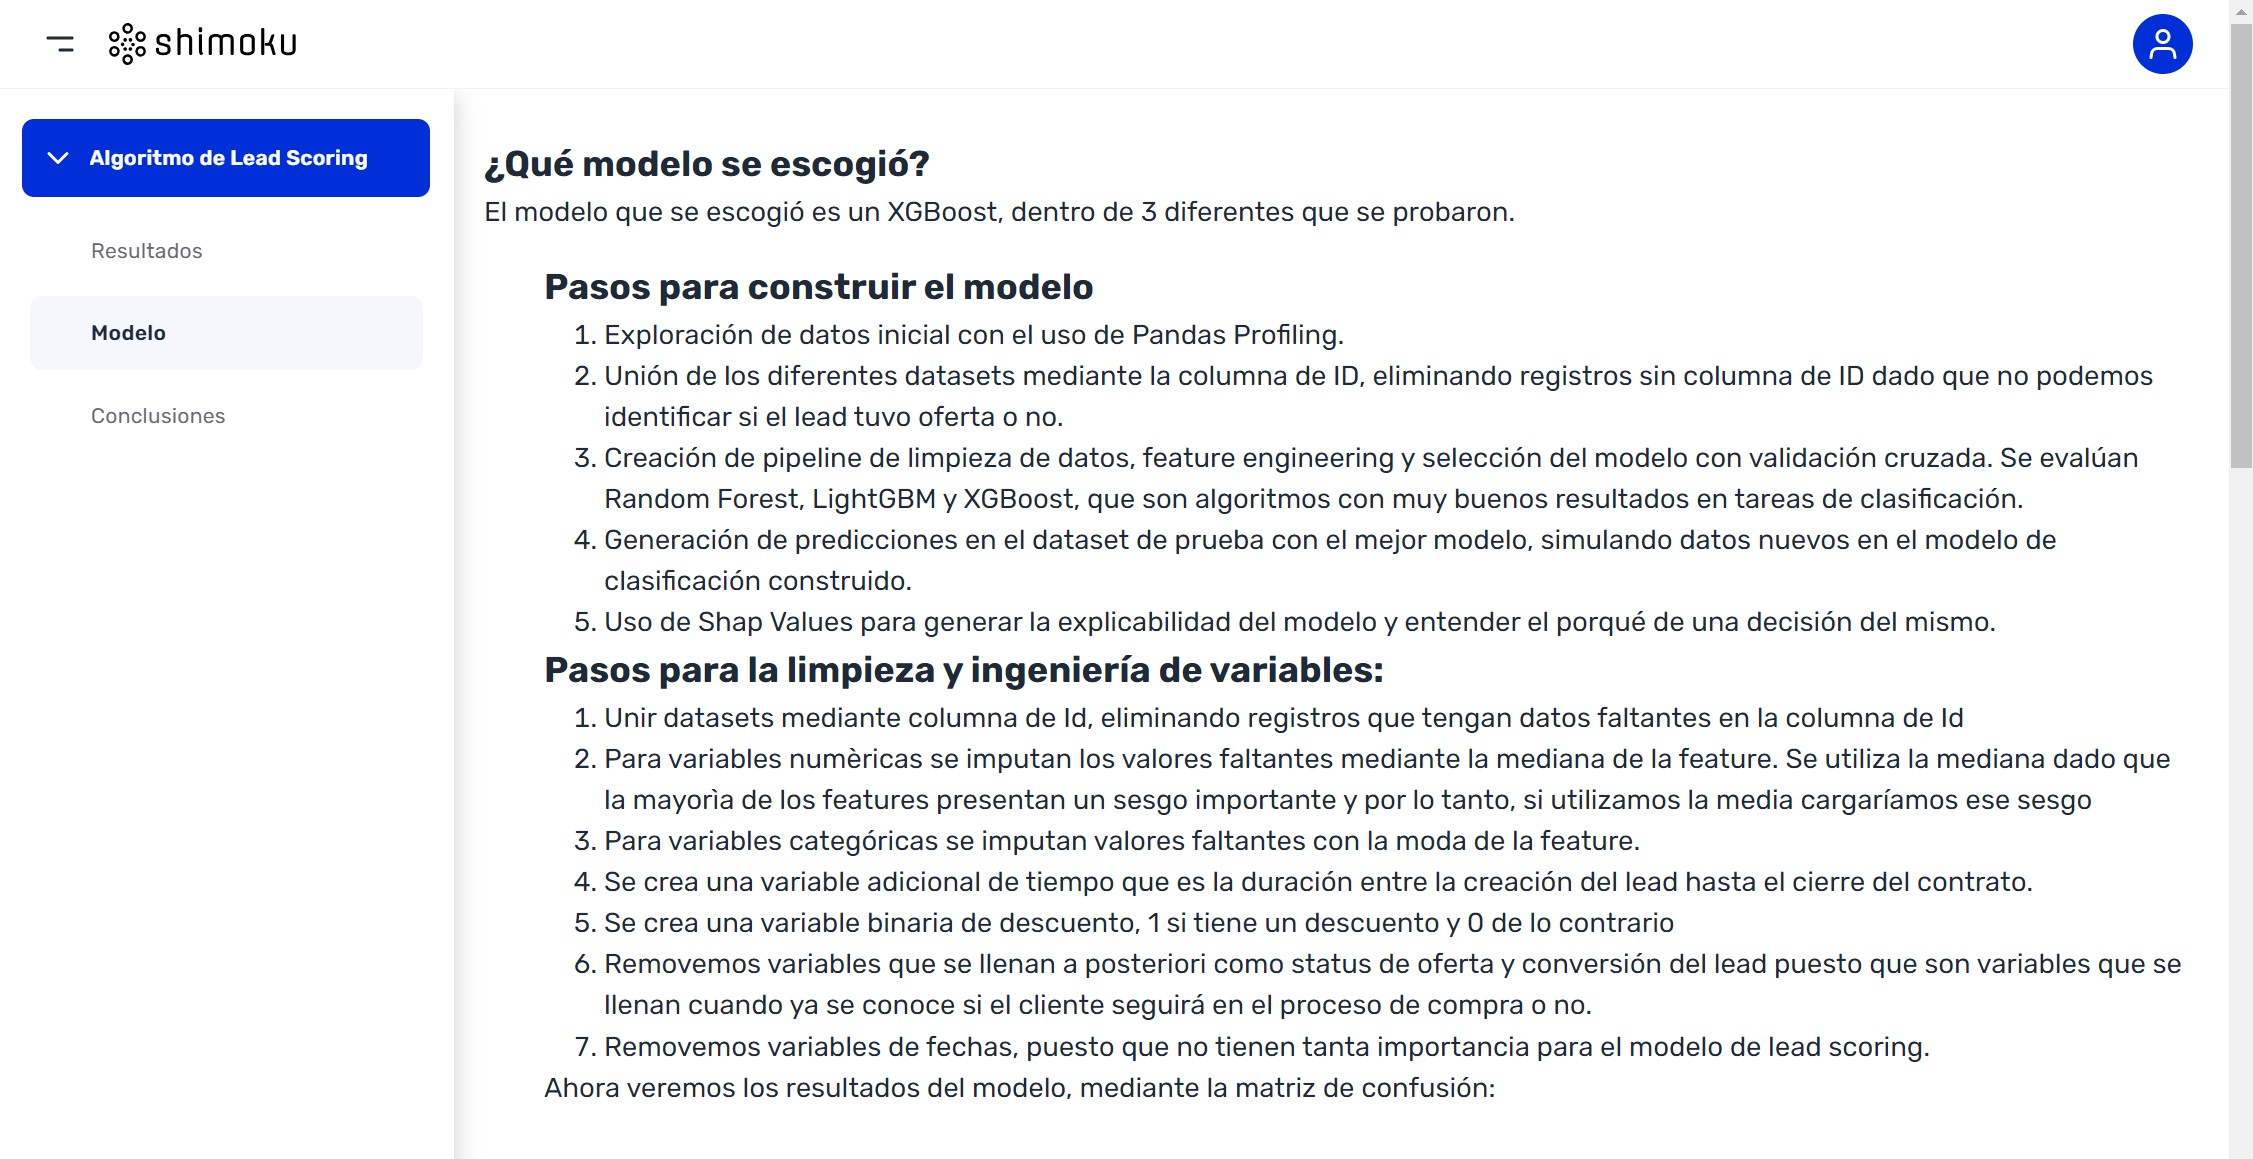 shimoku
Algoritmo de Lead Scoring
Resultados
Modelo
Conclusiones
¿Qué modelo se escogió?
El modelo que se escogió es un XGBoost, dentro de 3 diferentes que se probaron.
Pasos para construir el modelo
1. Exploración de datos inicial con el uso de Pandas Profiling.
2. Unión de los diferentes datasets mediante la columna de ID, eliminando registros sin columna de ID dado que no podemos
identificar si el lead tuvo oferta o no.
3. Creación de pipeline de limpieza de datos, feature engineering y selección del modelo con validación cruzada. Se evalúan
Random Forest, LightGBM y XGBoost, que son algoritmos con muy buenos resultados en tareas de clasificación.
4. Generación de predicciones en el dataset de prueba con el mejor modelo, simulando datos nuevos en el modelo de
clasificación construido.
5. Uso de Shap Values para generar la explicabilidad del modelo y entender el porqué de una decisión del mismo.
Pasos para la limpieza y ingeniería de variables:
1. Unir datasets mediante columna de Id, eliminando registros que tengan datos faltantes en la columna de Id
2. Para variables numèricas se imputan los valores faltantes mediante la mediana de la feature. Se utiliza la mediana dado que
la mayorìa de los features presentan un sesgo importante y por lo tanto, si utilizamos la media cargaríamos ese sesgo
3. Para variables categóricas se imputan valores faltantes con la moda de la feature.
4. Se crea una variable adicional de tiempo que es la duración entre la creación del lead hasta el cierre del contrato.
5. Se crea una variable binaria de descuento, 1 si tiene un descuento y 0 de lo contrario
6. Removemos variables que se llenan a posteriori como status de oferta y conversión del lead puesto que son variables que se
llenan cuando ya se conoce si el cliente seguirá en el proceso de compra o no.
7. Removemos variables de fechas, puesto que no tienen tanta importancia para el modelo de lead scoring.
Ahora veremos los resultados del modelo, mediante la matriz de confusión: